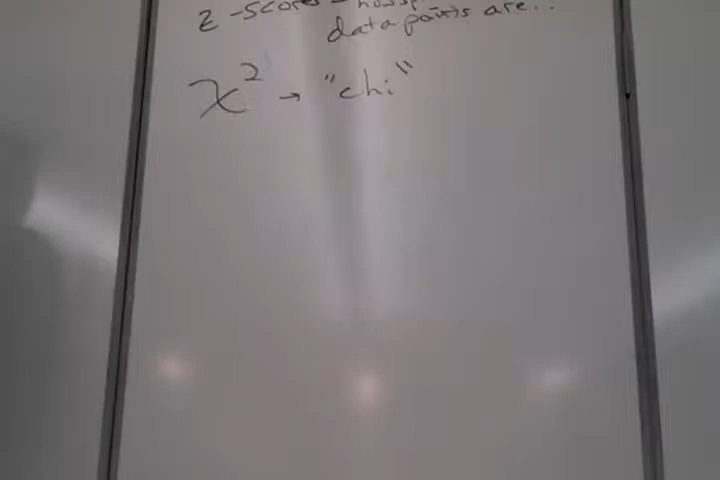 z-scores -
data points are...
χ² → "chi"